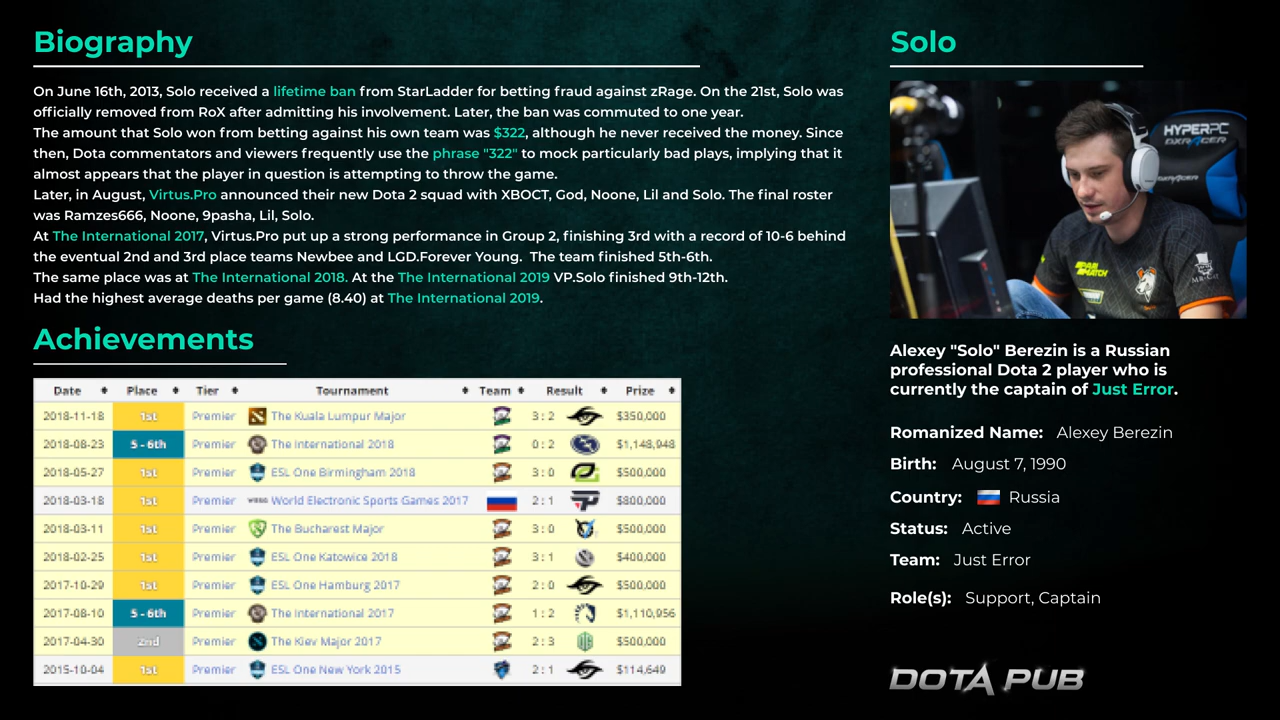 Biography
On June 16th, 2013, Solo received a lifetime ban from StarLadder for betting fraud against zRage. On the 21st, Solo was
officially removed from RoX after admitting his involvement. Later, the ban was commuted to one year.
The amount that Solo won from betting against his own team was $322, although he never received the money. Since
then, Dota commentators and viewers frequently use the phrase "322" to mock particularly bad plays, implying that it
almost appears that the player in question is attempting to throw the game.
Later, in August, Virtus.Pro announced their new Dota 2 squad with XBOCT, God, Noone, Lil and Solo. The final roster
was Ramzes666, Noone, 9pasha, Lil, Solo.
At The International 2017, Virtus.Pro put up a strong performance in Group 2, finishing 3rd with a record of 10-6 behind
the eventual 2nd and 3rd place teams Newbee and LGD.Forever Young. The team finished 5th-6th.
The same place was at The International 2018. At the The International 2019 VP.Solo finished 9th-12th.
Had the highest average deaths per game (8.40) at The International 2019.
Achievements
Date Place Tier Tournament Team Result Prize
2018-11-18 1st Premier The Kuala Lumpur Major 3 : 2 $350,000
2018-08-23 5 - 6th Premier The International 2018 0 : 2 $1,148,948
2018-05-27 1st Premier ESL One Birmingham 2018 3 : 0 $500,000
2018-03-18 1st Premier World Electronic Sports Games 2017 2 : 1 $800,000
2018-03-11 1st Premier The Bucharest Major 3 : 0 $500,000
2018-02-25 1st Premier ESL One Katowice 2018 3 : 1 $400,000
2017-10-29 1st Premier ESL One Hamburg 2017 2 : 0 $500,000
2017-08-10 5 - 6th Premier The International 2017 1 : 2 $1,110,956
2017-04-30 2nd Premier The Kiev Major 2017 2 : 3 $500,000
2015-10-04 1st Premier ESL One New York 2015 2 : 1 $114,649
Solo
HYPERPC
DXRACER
PARI
MATCH
Alexey "Solo" Berezin is a Russian
professional Dota 2 player who is
currently the captain of Just Error.
Romanized Name: Alexey Berezin
Birth: August 7, 1990
Country: Russia
Status: Active
Team: Just Error
Role(s): Support, Captain
DOTA PUB